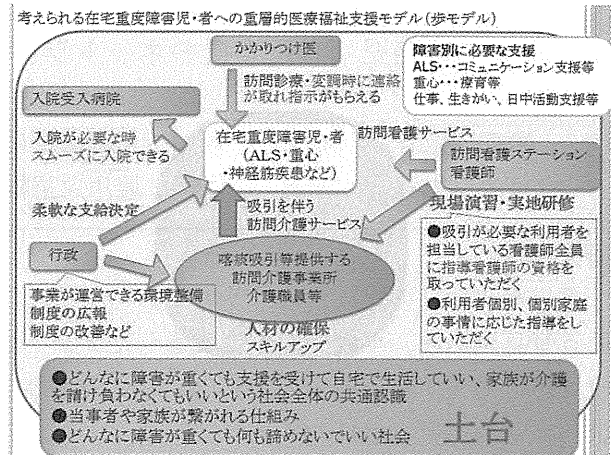 考えられる在宅重度障害児・者への重層的医療福祉支援モデル(歩モデル)
かかりつけ医
障害別に必要な支援
ALS・・・コミュニケーション支援等
重心・・・療育等
仕事、生きがい、日中活動支援等
訪問診療・変調時に連絡
が取れ指示がもらえる
入院受入病院
入院が必要な時
スムーズに入院できる
在宅重度障害児・者
(ALS・重心
・神経筋疾患など)
訪問看護サービス
訪問看護ステーション
看護師
柔軟な支給決定
吸引を伴う
訪問介護サービス
現場演習・実地研修
行政
喀痰吸引等提供する
訪問介護事業所
介護職員等
●吸引が必要な利用者を
担当している看護師全員
に指導看護師の資格を
取っていただく
●利用者個別、個別家庭
の事情に応じた指導をし
ていただく
事業が運営できる環境整備
制度の広報
制度の改善など
人材の確保
スキルアップ
●どんなに障害が重くても支援を受けて自宅で生活していい、家族が介護
を請け負わなくてもいいという社会全体の共通認識
●当事者や家族が繋がれる仕組み
●どんなに障害が重くても何も諦めないでいい社会
土台